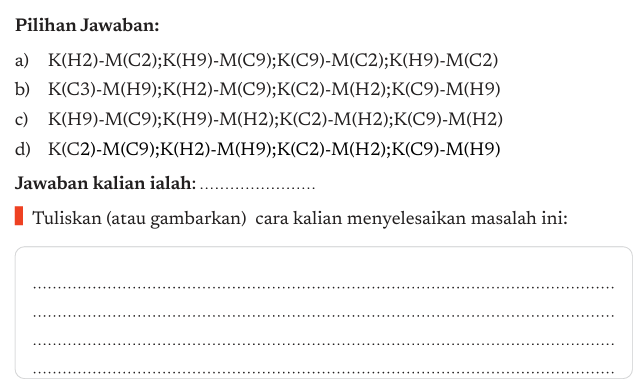 Pilihan Jawaban:
a) K(H2)-M(C2);K(H9)-M(C9);K(C9)-M(C2);K(H9)-M(C2)
b) K(C3)-M(H9);K(H2)-M(C9);K(C2)-M(H2);K(C9)-M(H9)
c) K(H9)-M(C9);K(H9)-M(H2);K(C2)-M(H2);K(C9)-M(H2)
d) K(C2)-M(C9);K(H2)-M(H9);K(C2)-M(H2);K(C9)-M(H9)
Jawaban kalian ialah: .......................
Tuliskan (atau gambarkan) cara kalian menyelesaikan masalah ini: